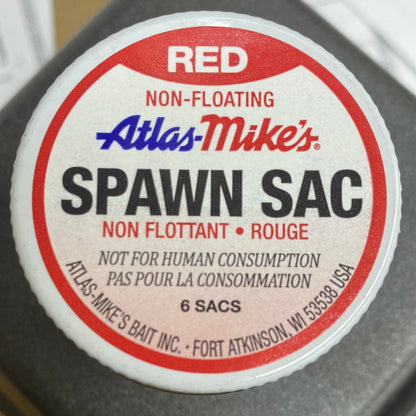 RED
NON-FLOATING
Atlas-Mike's®
SPAWN SAC
NON FLOTTANT • ROUGE
NOT FOR HUMAN CONSUMPTION
PAS POUR LA CONSOMMATION
6 SACS
ATLAS-MIKE'S BAIT INC. • FORT ATKINSON, WI 53538 USA